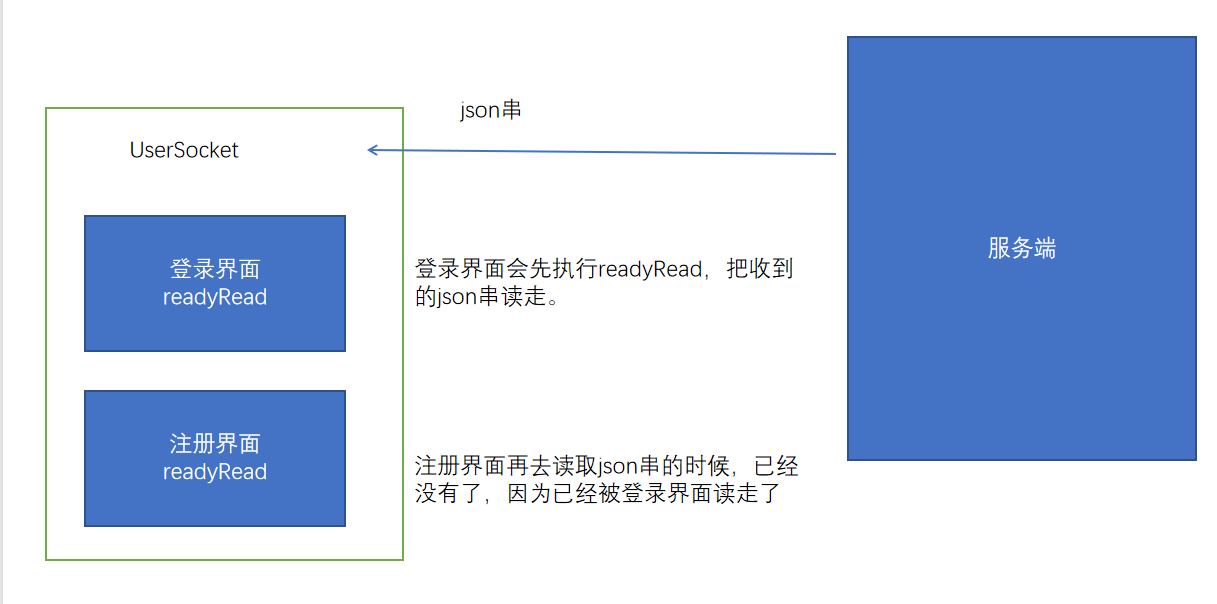 json串
UserSocket
登录界面
readyRead
登录界面会先执行readyRead，把收到
的json串读走。
服务端
注册界面
readyRead
注册界面再去读取json串的时候，已经
没有了，因为已经被登录界面读走了